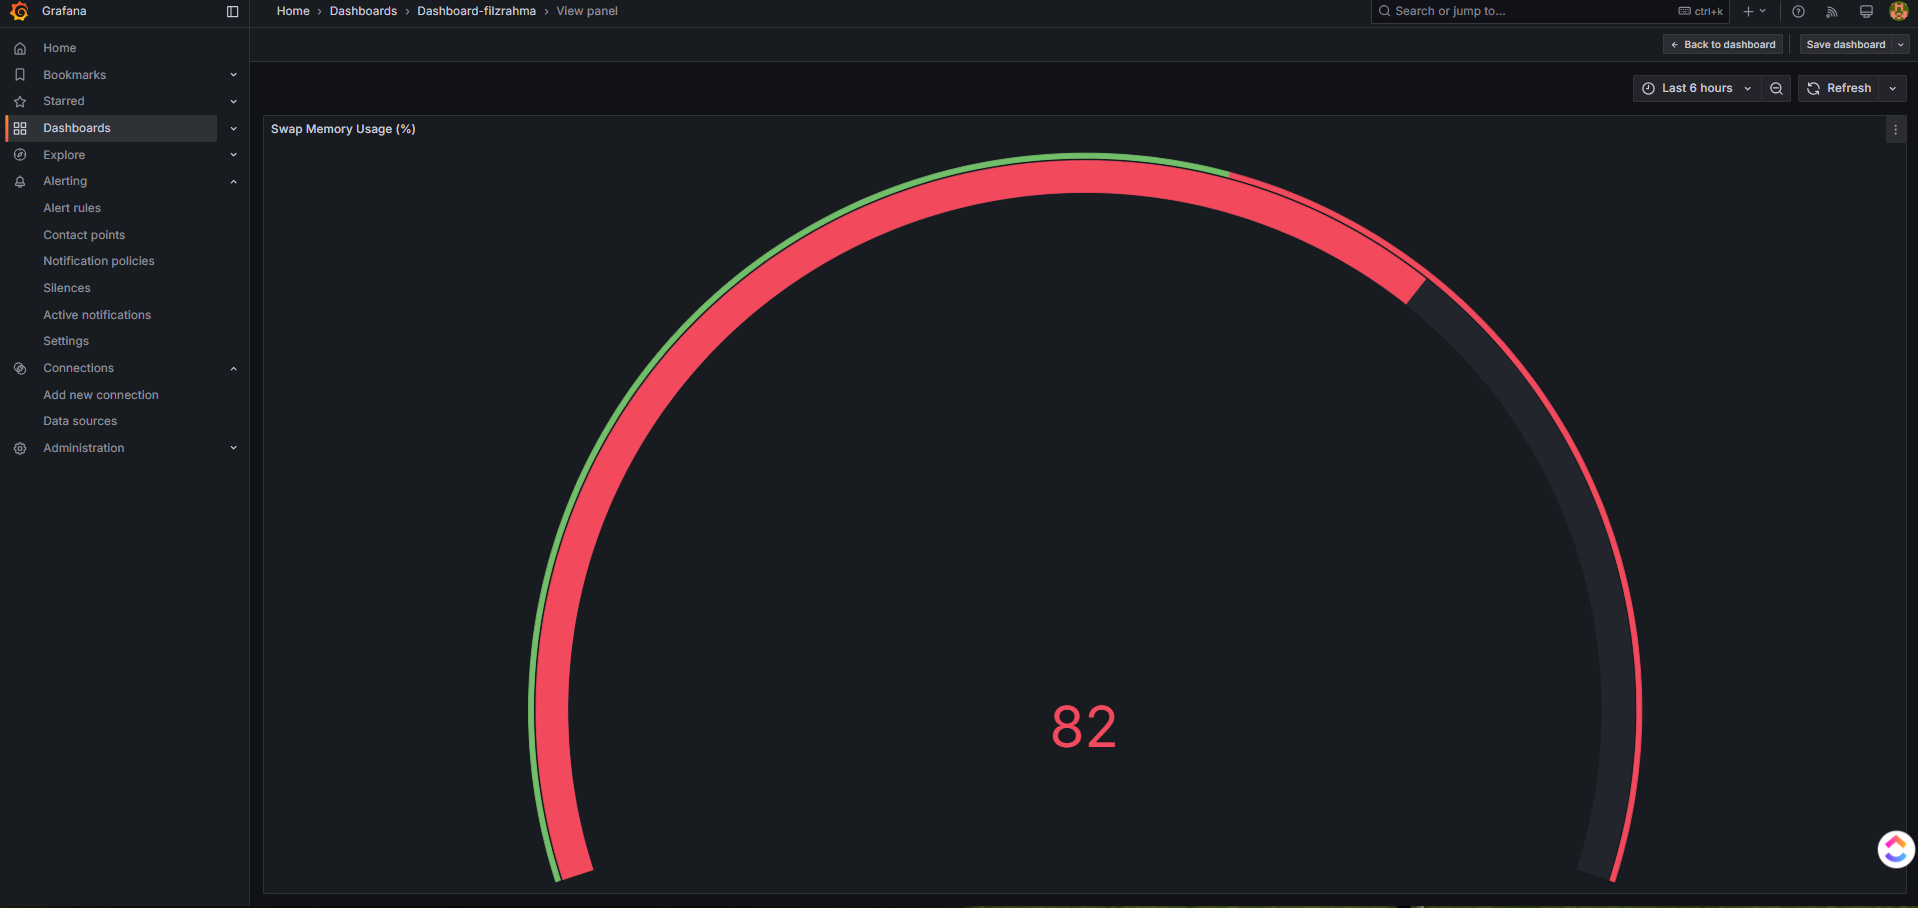 Grafana
Home › Dashboards › Dashboard-filzrahma › View panel
Search or jump to...
ctrl+k
Back to dashboard
Save dashboard
Home
Bookmarks
Starred
Dashboards
Explore
Alerting
Alert rules
Contact points
Notification policies
Silences
Active notifications
Settings
Connections
Add new connection
Data sources
Administration
Last 6 hours
Refresh
Swap Memory Usage (%)
82